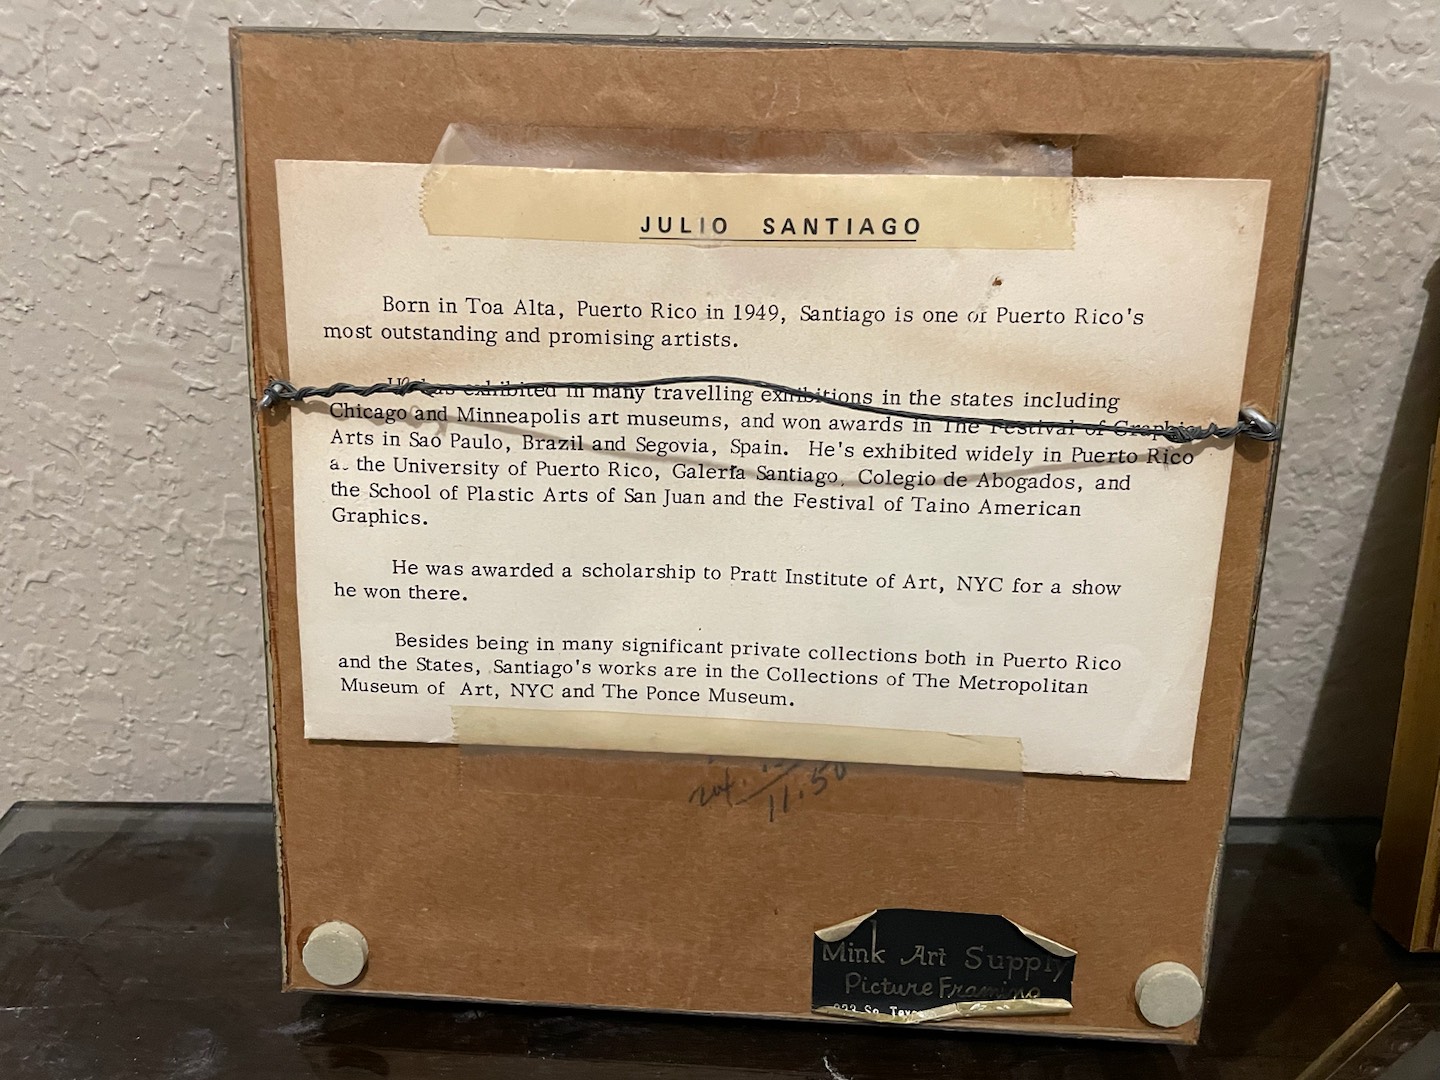 JULIO SANTIAGO
Born in Toa Alta, Puerto Rico in 1949, Santiago is one of Puerto Rico's
most outstanding and promising artists.
He has exhibited in many travelling exhibitions in the states including
Chicago and Minneapolis art museums, and won awards in The Festival of Graphic
Arts in Sao Paulo, Brazil and Segovia, Spain. He's exhibited widely in Puerto Rico
at the University of Puerto Rico, Galería Santiago, Colegio de Abogados, and
the School of Plastic Arts of San Juan and the Festival of Taino American
Graphics.
He was awarded a scholarship to Pratt Institute of Art, NYC for a show
he won there.
Besides being in many significant private collections both in Puerto Rico
and the States, Santiago's works are in the Collections of The Metropolitan
Museum of Art, NYC and The Ponce Museum.
11.50
Mink Art Supply
Picture Framing
So.